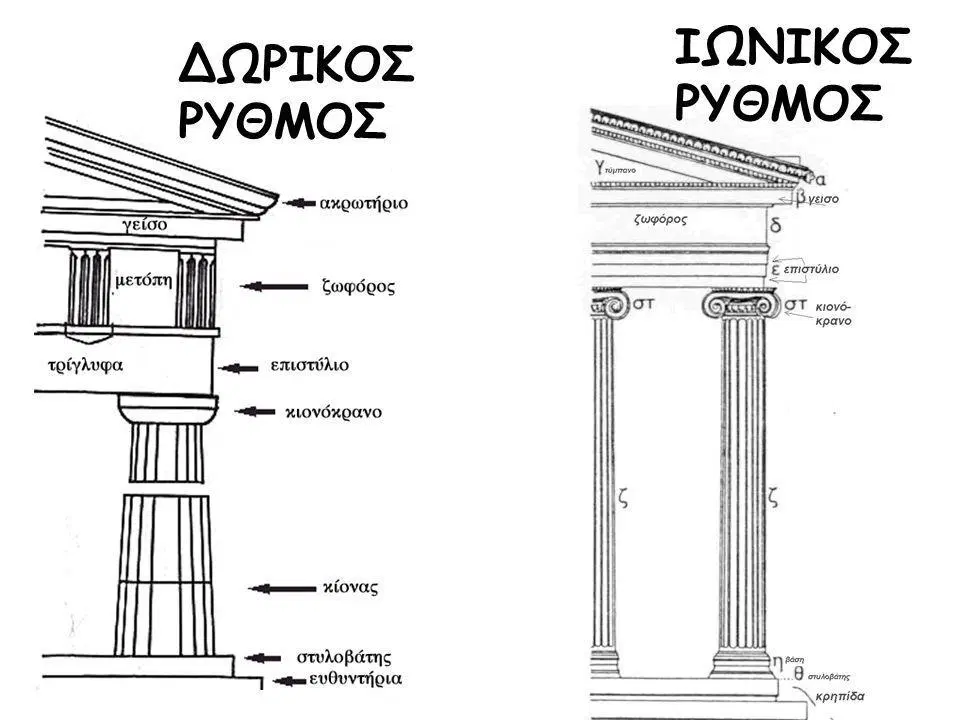 ΔΩΡΙΚΟΣ
ΡΥΘΜΟΣ
ακρωτήριο
γείσο
μετόπη
ζωφόρος
τρίγλυφα
επιστύλιο
κιονόκρανο
κίονας
στυλοβάτης
ευθυντήρια
ΙΩΝΙΚΟΣ
ΡΥΘΜΟΣ
γ τύμπανο
α
β γεισο
ζωφόρος
δ
ε επιστύλιο
στ
στ κιονό-
κρανο
ζ
ζ
η βάση
θ στυλοβάτης
κρηπίδα